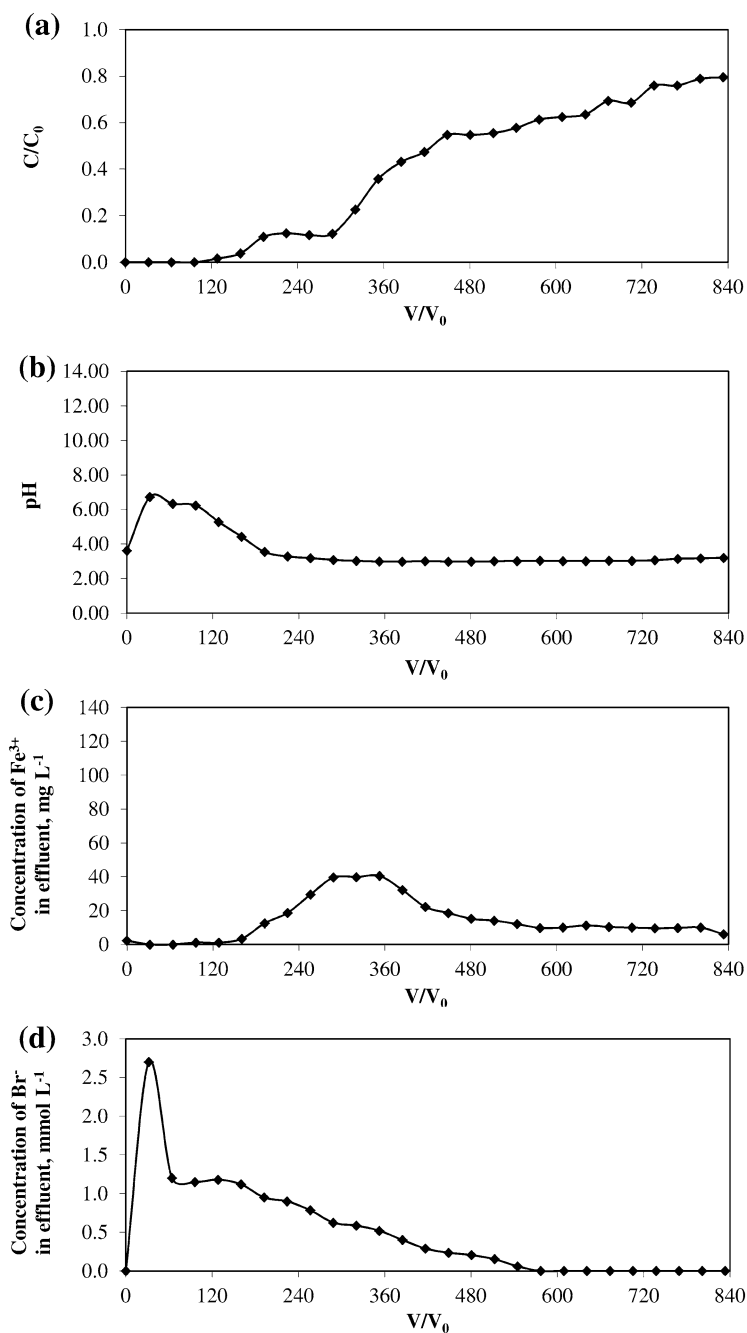 (a)
1.0
0.8
0.6
0.4
0.2
0.0
C/C0
0 120 240 360 480 600 720 840
V/V0
(b)
14.00
12.00
10.00
8.00
6.00
4.00
2.00
0.00
pH
0 120 240 360 480 600 720 840
V/V0
(c)
140
120
100
80
60
40
20
0
Concentration of Fe3+
in effluent, mg L-1
0 120 240 360 480 600 720 840
V/V0
(d)
3.0
2.5
2.0
1.5
1.0
0.5
0.0
Concentration of Br-
in effluent, mmol L-1
0 120 240 360 480 600 720 840
V/V0